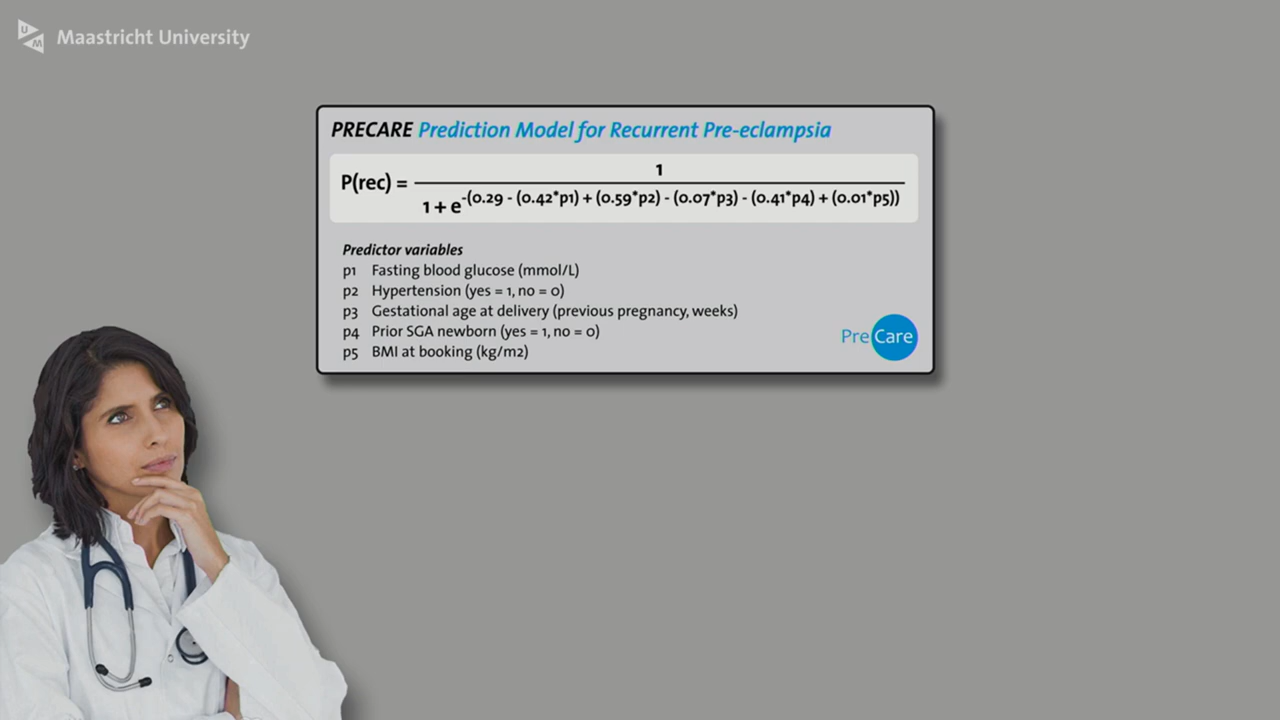 UM Maastricht University
PRECARE Prediction Model for Recurrent Pre-eclampsia
1
P(rec) =
1 + e-(0.29 - (0.42*p1) + (0.59*p2) - (0.07*p3) - (0.41*p4) + (0.01*p5))
Predictor variables
p1 Fasting blood glucose (mmol/L)
p2 Hypertension (yes = 1, no = 0)
p3 Gestational age at delivery (previous pregnancy, weeks)
p4 Prior SGA newborn (yes = 1, no = 0)
p5 BMI at booking (kg/m2)
Pre Care